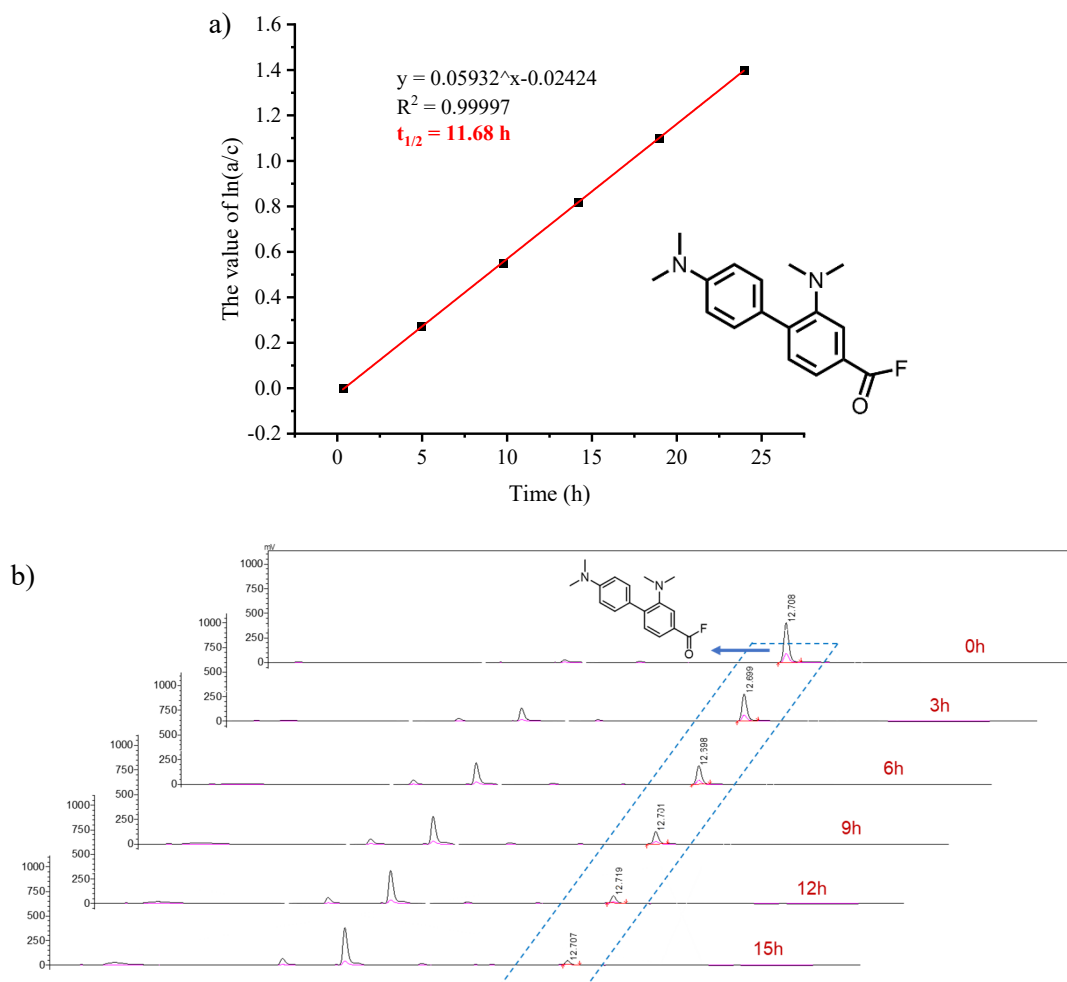 a)
The value of ln(a/c)
1.6
1.4
1.2
1.0
0.8
0.6
0.4
0.2
0.0
-0.2
y = 0.05932^x-0.02424
R² = 0.99997
t₁/₂ = 11.68 h
N
N
F
O
0
5
10
15
20
25
Time (h)
b)
mV
1000
750
500
250
0
N
N
F
O
12.708
0h
1000
750
500
250
0
12.699
3h
1000
750
500
250
0
12.698
6h
1000
750
500
250
0
12.701
9h
1000
750
500
250
0
12.719
12h
1000
750
500
250
0
12.707
15h